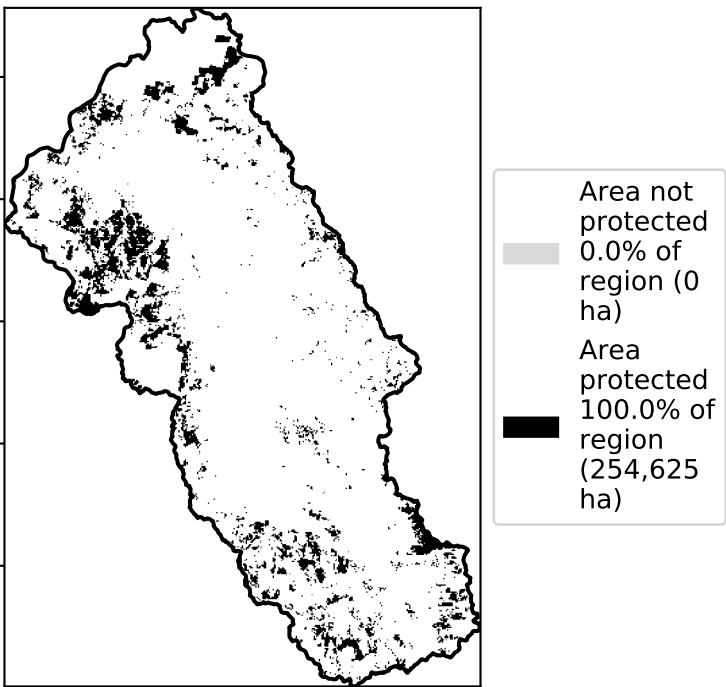 Area not
protected
0.0% of
region (0
ha)
Area
protected
100.0% of
region
(254,625
ha)